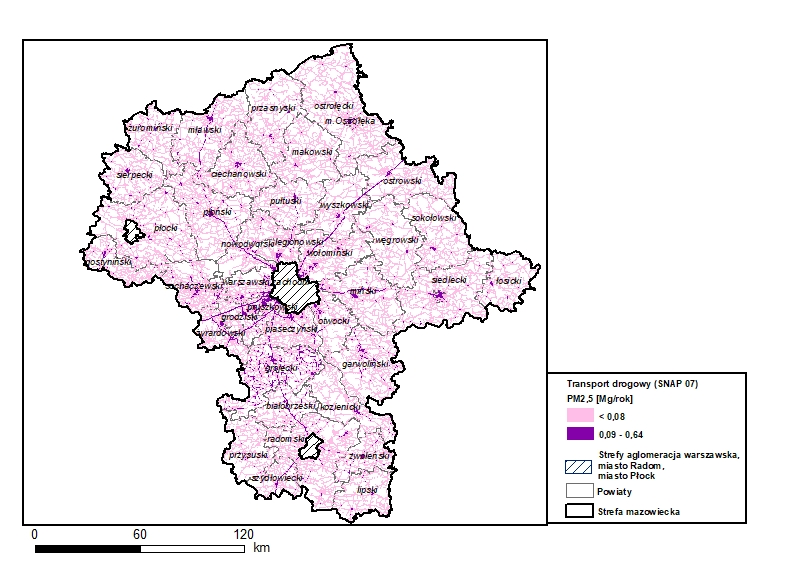 przasnyski
ostrołęcki
m.Ostrołęka
żuromiński
mławski
makowski
sierpecki
ciechanowski
ostrowski
pułtuski
wyszkowski
płoński
sokołowski
płocki
nowodworski
legionowski
węgrowski
wołomiński
gostyniński
siedlecki
łosicki
sochaczewski
warszawski zachodni
miński
pruszkowski
grodziski
otwocki
żyrardowski
piaseczyński
grójecki
garwoliński
białobrzeski
kozienicki
radomski
przysuski
zwoleński
szydłowiecki
lipski
Transport drogowy (SNAP 07)
PM2,5 [Mg/rok]
< 0,08
0,09 - 0,64
Strefy aglomeracja warszawska,
miasto Radom,
miasto Płock
Powiaty
Strefa mazowiecka
0 60 120
km